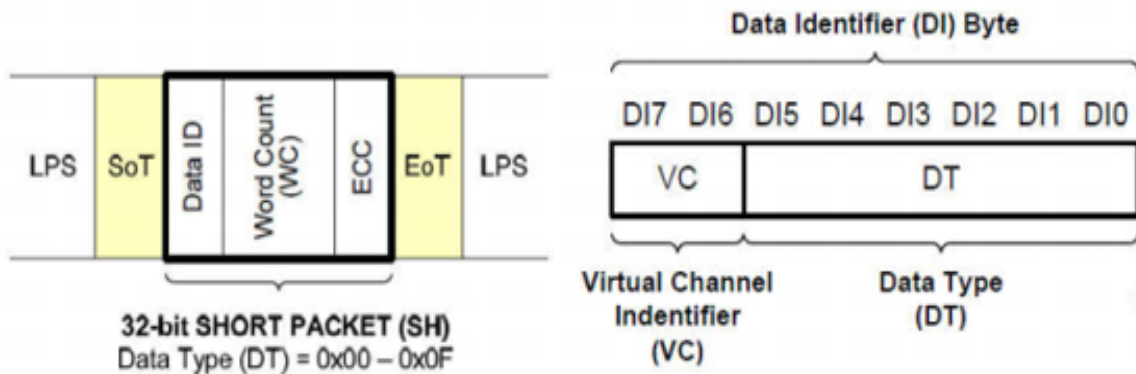 LPS
SoT
Data ID
Word Count
(WC)
ECC
EoT
LPS
32-bit SHORT PACKET (SH)
Data Type (DT) = 0x00 – 0x0F
Data Identifier (DI) Byte
DI7 DI6 DI5 DI4 DI3 DI2 DI1 DI0
VC DT
Virtual Channel
Indentifier
(VC)
Data Type
(DT)